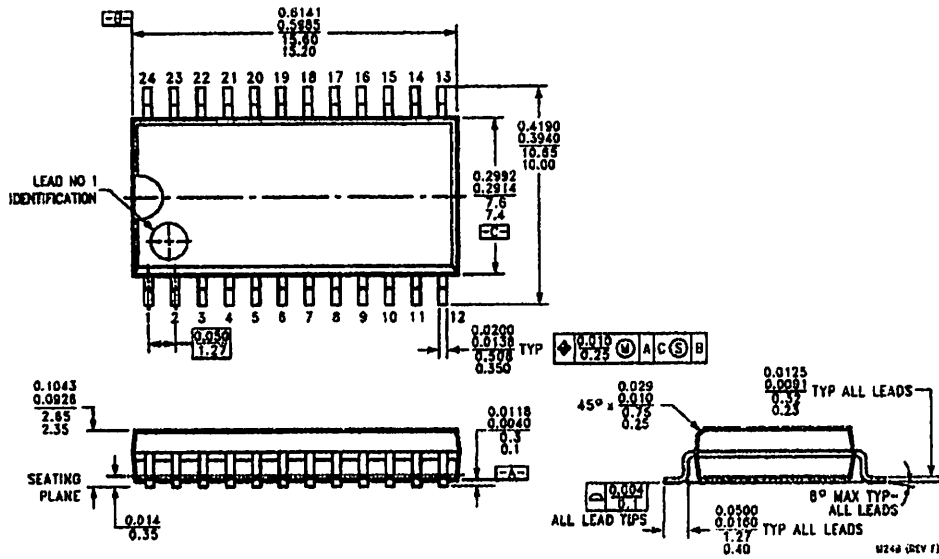 -B-
0.6141
0.5985
15.60
15.20
24 23 22 21 20 19 18 17 16 15 14 13
0.4190
0.3940
10.65
10.00
0.2992
0.2914
7.6
7.4
-C-
LEAD NO 1
IDENTIFICATION
1 2 3 4 5 6 7 8 9 10 11 12
0.050
1.27
0.0200
0.0138
0.508
0.350
TYP
0.010
0.25
M A C S B
0.1043
0.0926
2.65
2.35
0.0118
0.0040
0.3
0.1
-A-
SEATING
PLANE
0.014
0.35
45° x
0.029
0.010
0.75
0.25
0.0125
0.0091
0.32
0.23
TYP ALL LEADS
0.004
0.1
ALL LEAD TIPS
8° MAX TYP-
ALL LEADS
0.0500
0.0160
1.27
0.40
TYP ALL LEADS
M24B (REV F)